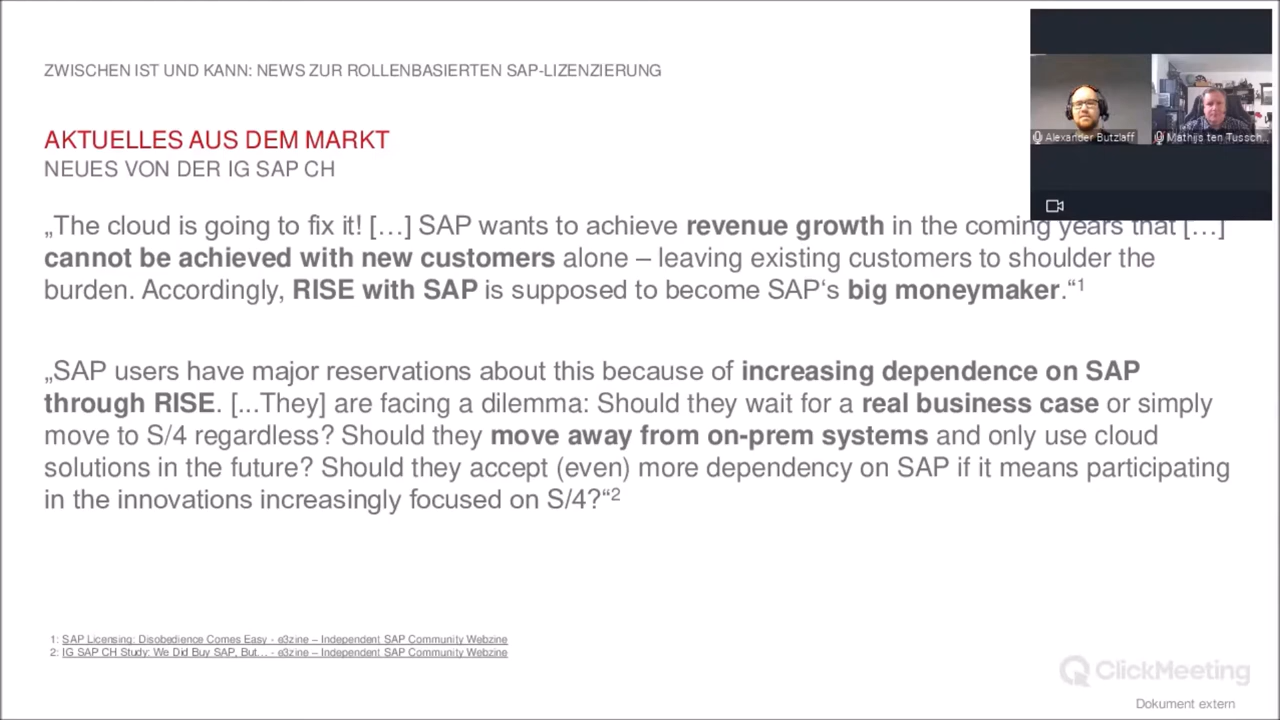 ZWISCHEN IST UND KANN: NEWS ZUR ROLLENBASIERTEN SAP-LIZENZIERUNG
AKTUELLES AUS DEM MARKT
NEUES VON DER IG SAP CH
Alexander Butzlaff
Mathijs ten Tussch...
„The cloud is going to fix it! […] SAP wants to achieve revenue growth in the coming years that […]
cannot be achieved with new customers alone – leaving existing customers to shoulder the
burden. Accordingly, RISE with SAP is supposed to become SAP‘s big moneymaker.“1
„SAP users have major reservations about this because of increasing dependence on SAP
through RISE. [...They] are facing a dilemma: Should they wait for a real business case or simply
move to S/4 regardless? Should they move away from on-prem systems and only use cloud
solutions in the future? Should they accept (even) more dependency on SAP if it means participating
in the innovations increasingly focused on S/4?“2
1: SAP Licensing: Disobedience Comes Easy - e3zine – Independent SAP Community Webzine
2: IG SAP CH Study: We Did Buy SAP, But… - e3zine – Independent SAP Community Webzine
ClickMeeting
Dokument extern